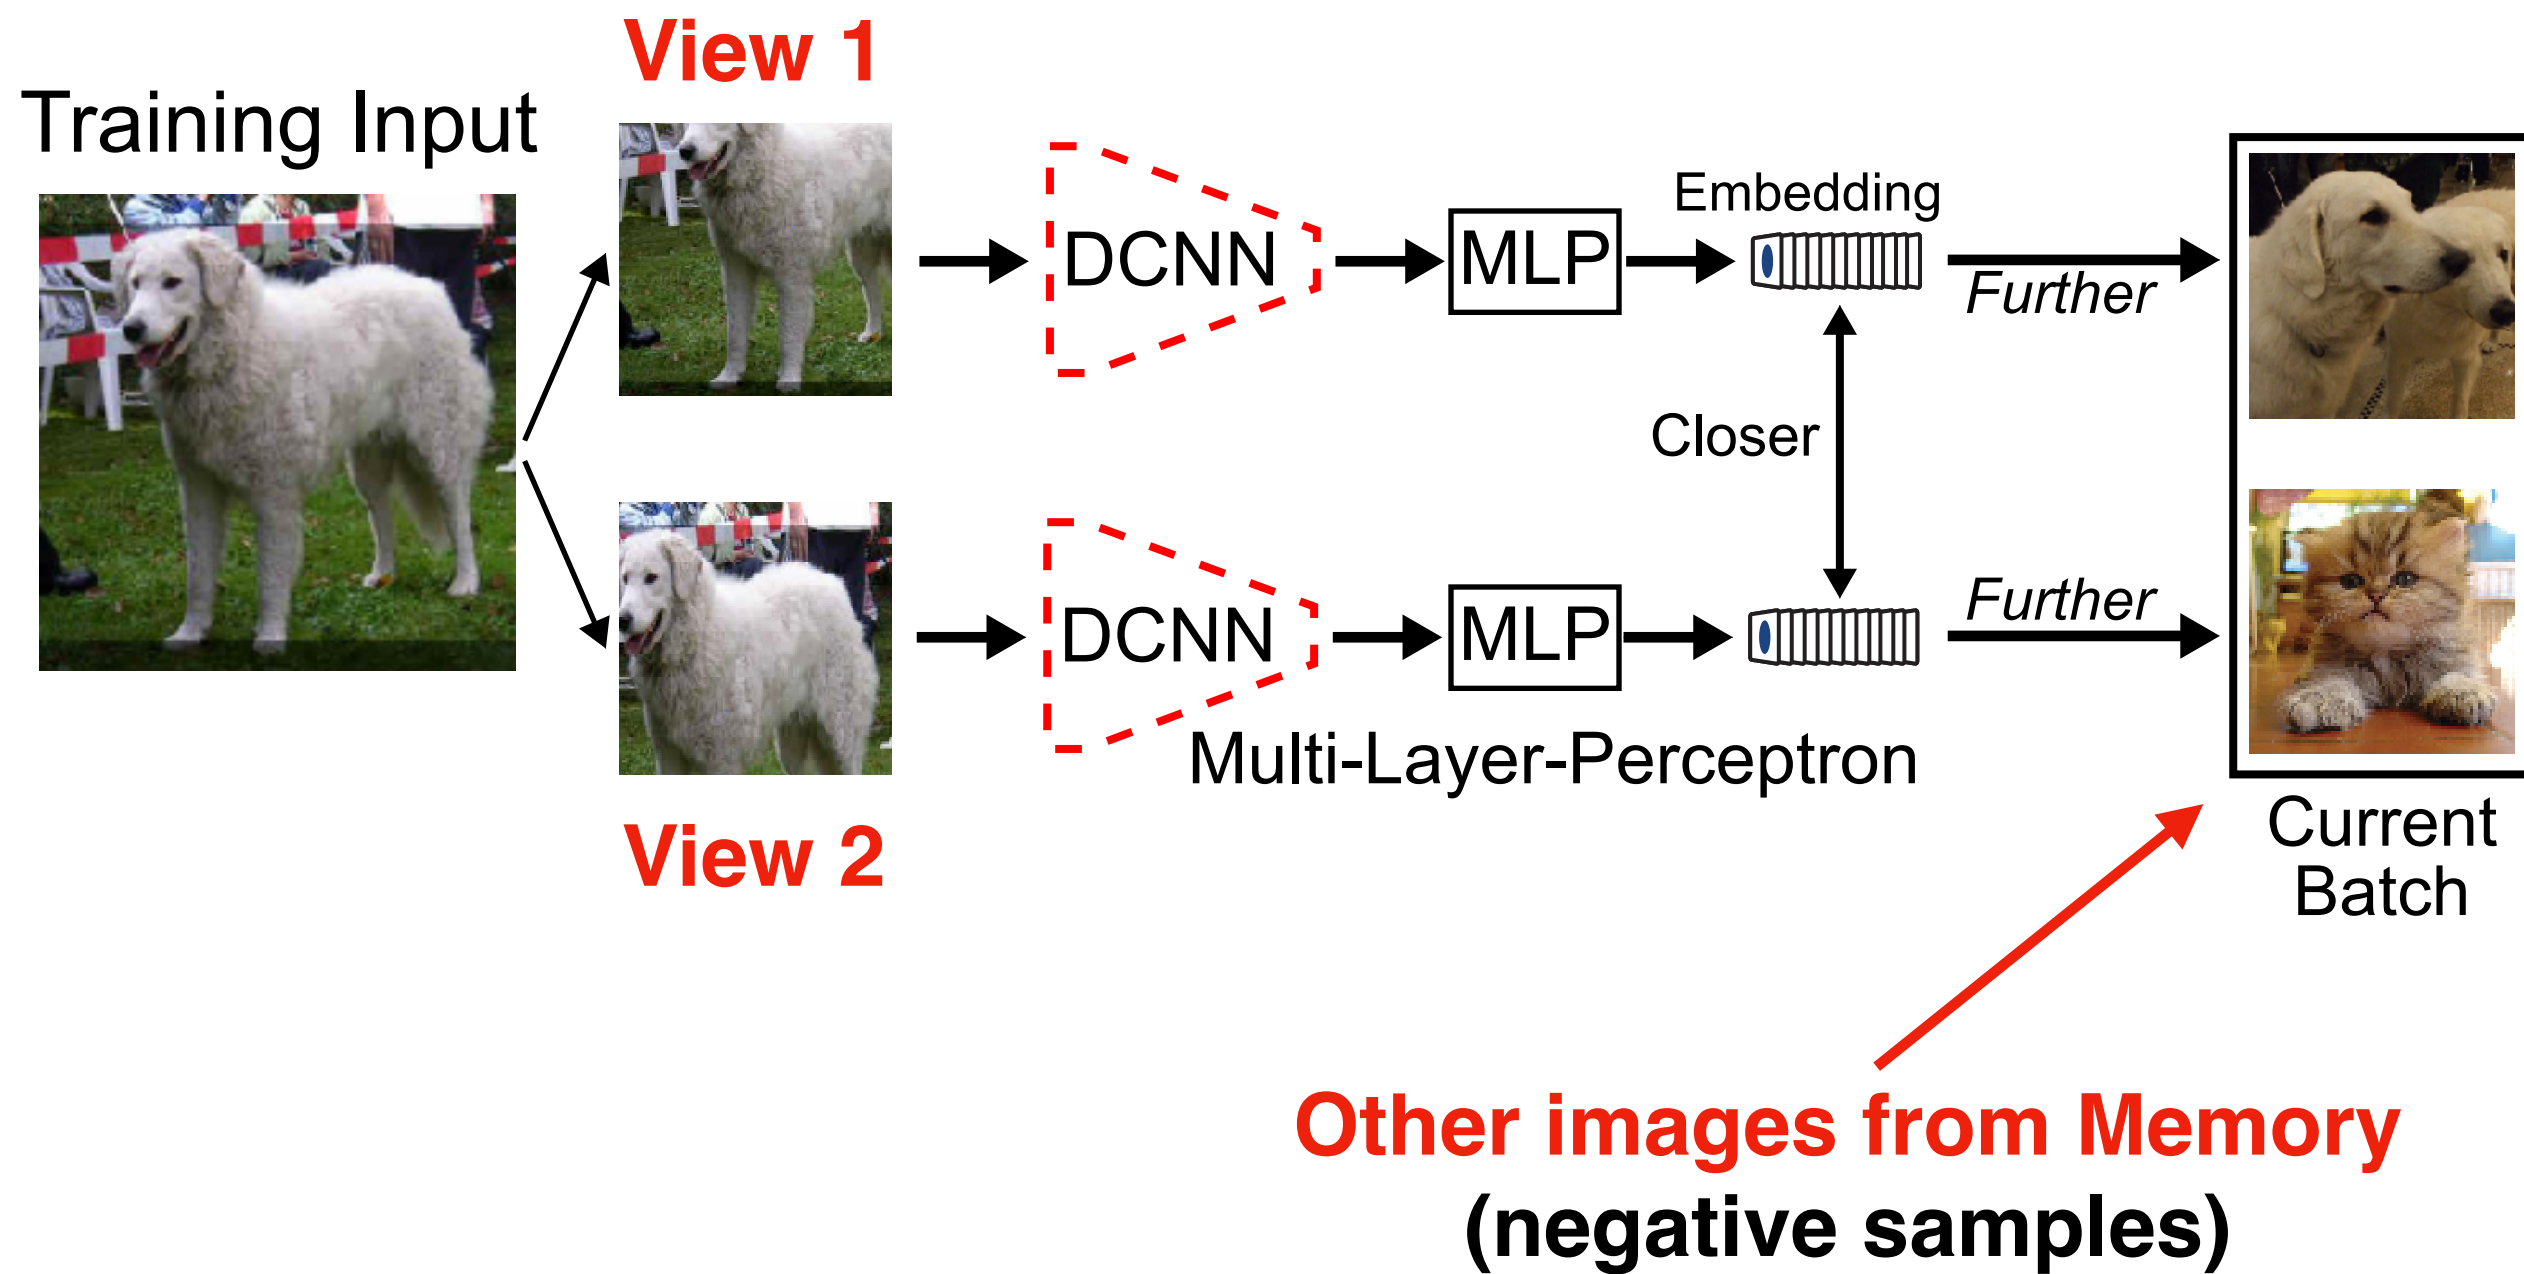 View 1
Training Input
DCNN
MLP
Embedding
Further
Closer
DCNN
MLP
Further
Multi-Layer-Perceptron
View 2
Current
Batch
Other images from Memory
(negative samples)